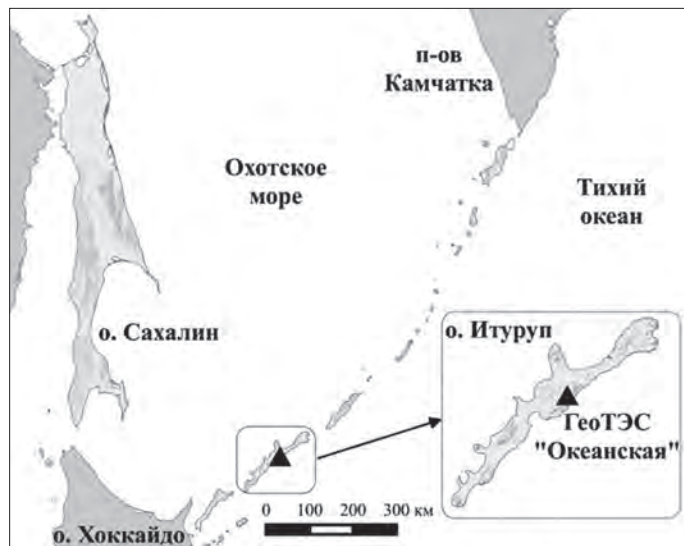 п-ов
Камчатка
Охотское
море
Тихий
океан
о. Сахалин
о. Итуруп
ГеоТЭС
"Океанская"
0 100 200 300 км
о. Хоккайдо